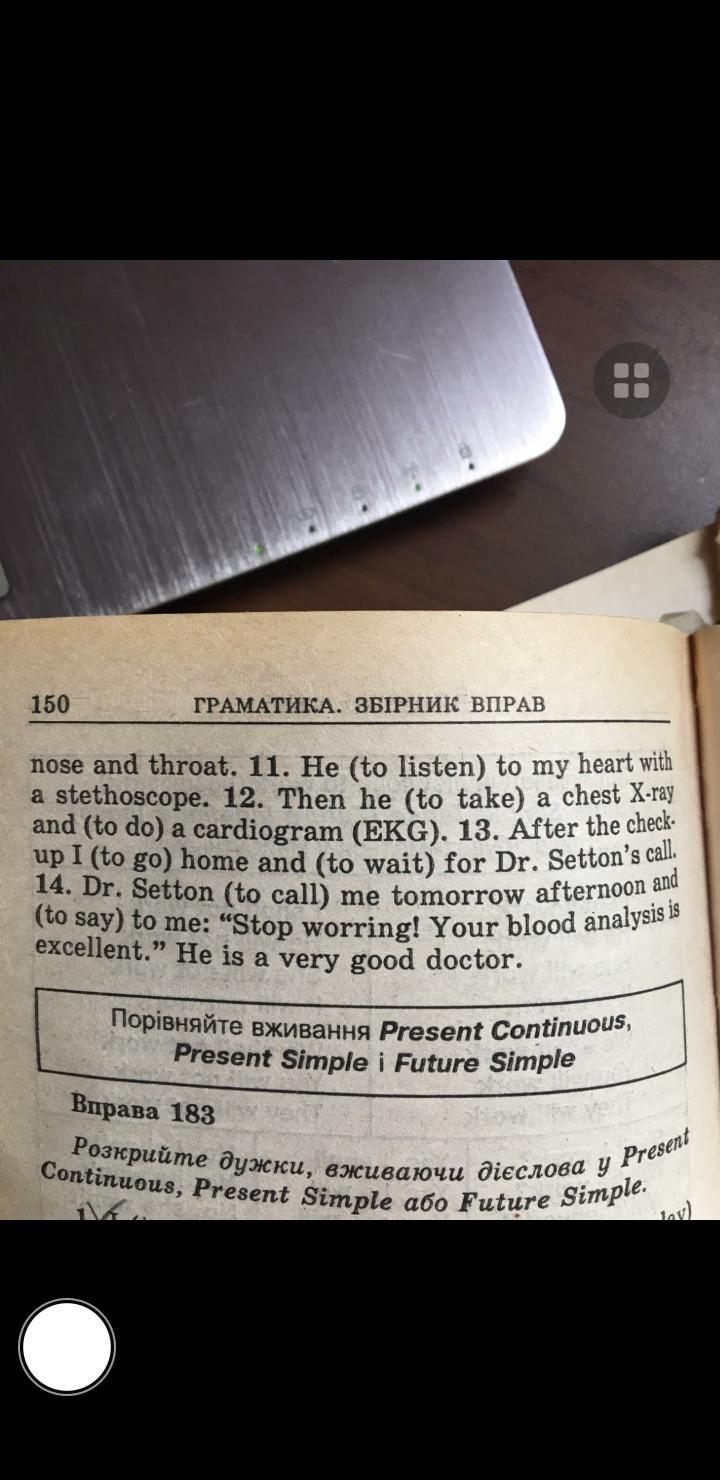 150 ГРАМАТИКА. ЗБІРНИК ВПРАВ
nose and throat. 11. He (to listen) to my heart with
a stethoscope. 12. Then he (to take) a chest X-ray
and (to do) a cardiogram (EKG). 13. After the check-
up I (to go) home and (to wait) for Dr. Setton's call.
14. Dr. Setton (to call) me tomorrow afternoon and
(to say) to me: “Stop worring! Your blood analysis is
excellent.” He is a very good doctor.
Порівняйте вживання Present Continuous,
Present Simple і Future Simple
Вправа 183
Розкрийте дужки, вживаючи дієслова у Present
Continuous, Present Simple або Future Simple.